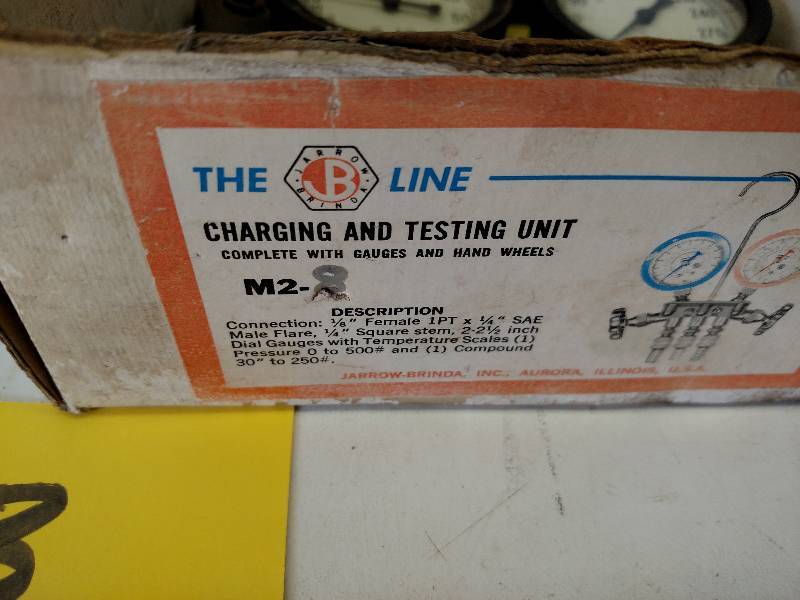 THE JARROW JB BRINDA LINE
CHARGING AND TESTING UNIT
COMPLETE WITH GAUGES AND HAND WHEELS
M2-8
DESCRIPTION
Connection: 1/8" Female 1PT x 1/4" SAE
Male Flare, 1/4" Square stem, 2-2½ inch
Dial Gauges with Temperature Scales (1)
Pressure 0 to 500# and (1) Compound
30" to 250#.
JARROW-BRINDA, INC., AURORA, ILLINOIS, U.S.A.